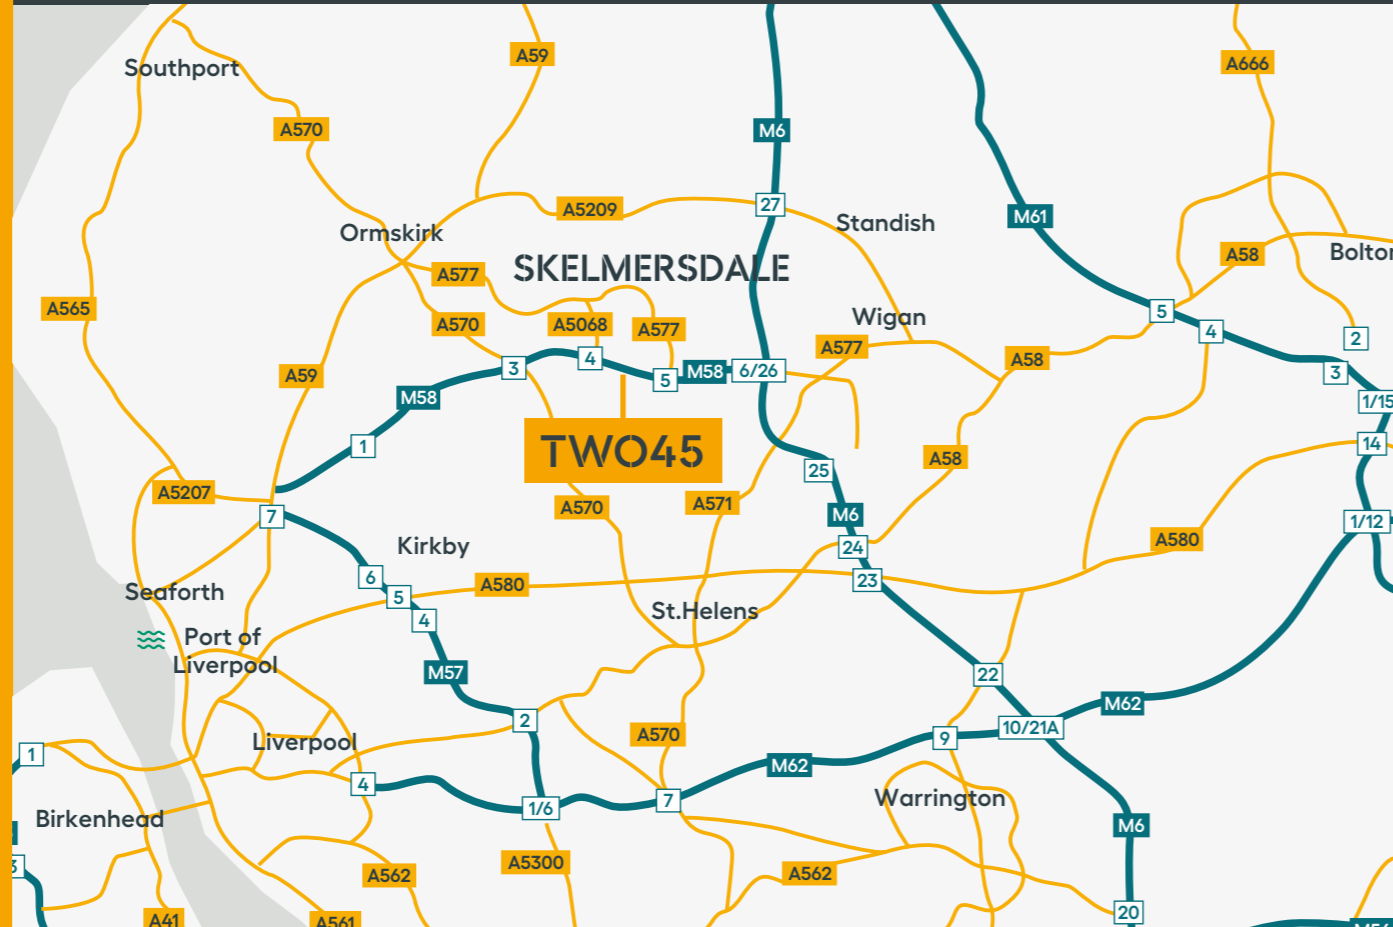 A59
A666
Southport
A570
M6
27
A5209
M61
Standish
Ormskirk
A58
Bolton
SKELMERSDALE
A577
A565
5
Wigan
A570
A5068
A577
4
2
A577
A58
4
3
5
M58
6/26
3
A59
M58
1/15
TWO45
1
14
A58
25
A5207
A570
A571
7
M6
1/12
A580
Kirkby
24
6
23
A580
Seaforth
5
4
St.Helens
Port of
Liverpool
M57
22
M62
2
10/21A
A570
9
Liverpool
1
M62
4
7
Warrington
1/6
Birkenhead
M6
3
A5300
A562
A562
20
A41
A561